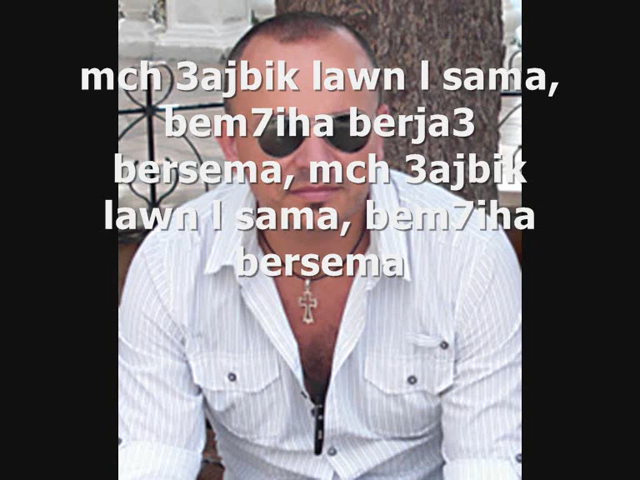 mch 3ajbik lawn l sama,
bem7iha berja3
bersema, mch 3ajbik
lawn l sama, bem7iha
bersema